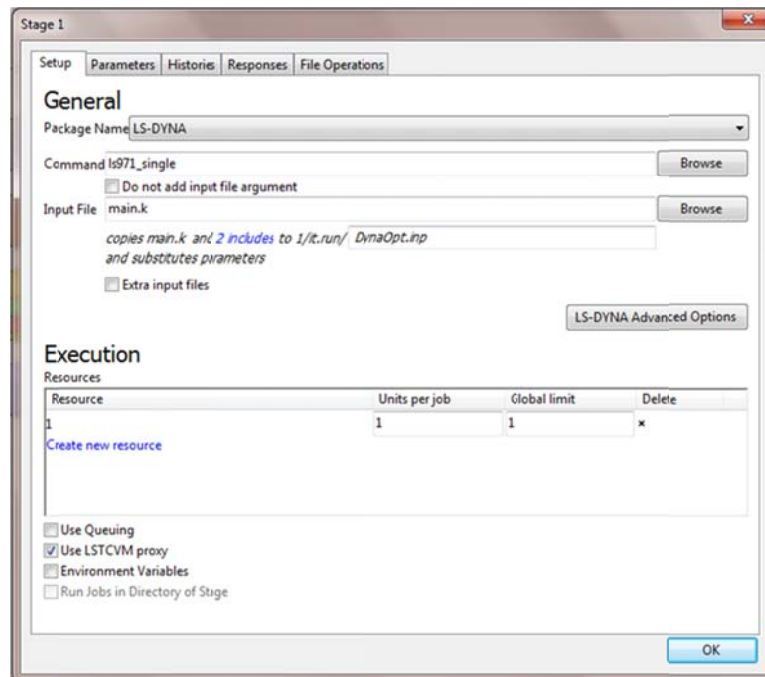 Stage 1
Setup Parameters Histories Responses File Operations
General
Package Name LS-DYNA
Command ls971_single Browse
Do not add input file argument
Input File main.k Browse
copies main.k and 2 includes to 1/it.run/ DynaOpt.inp
and substitutes parameters
Extra input files
LS-DYNA Advanced Options
Execution
Resources
Resource Units per job Global limit Delete
1 1 1 ×
Create new resource
Use Queuing
Use LSTCVM proxy
Environment Variables
Run Jobs in Directory of Stage
OK